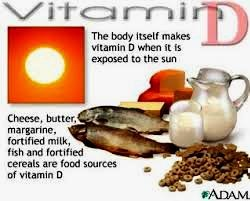 Vitamin D
The body itself makes
vitamin D when it is
exposed to the sun
Cheese, butter,
margarine,
fortified milk,
fish and fortified
cereals are food sources
of vitamin D
ADAM